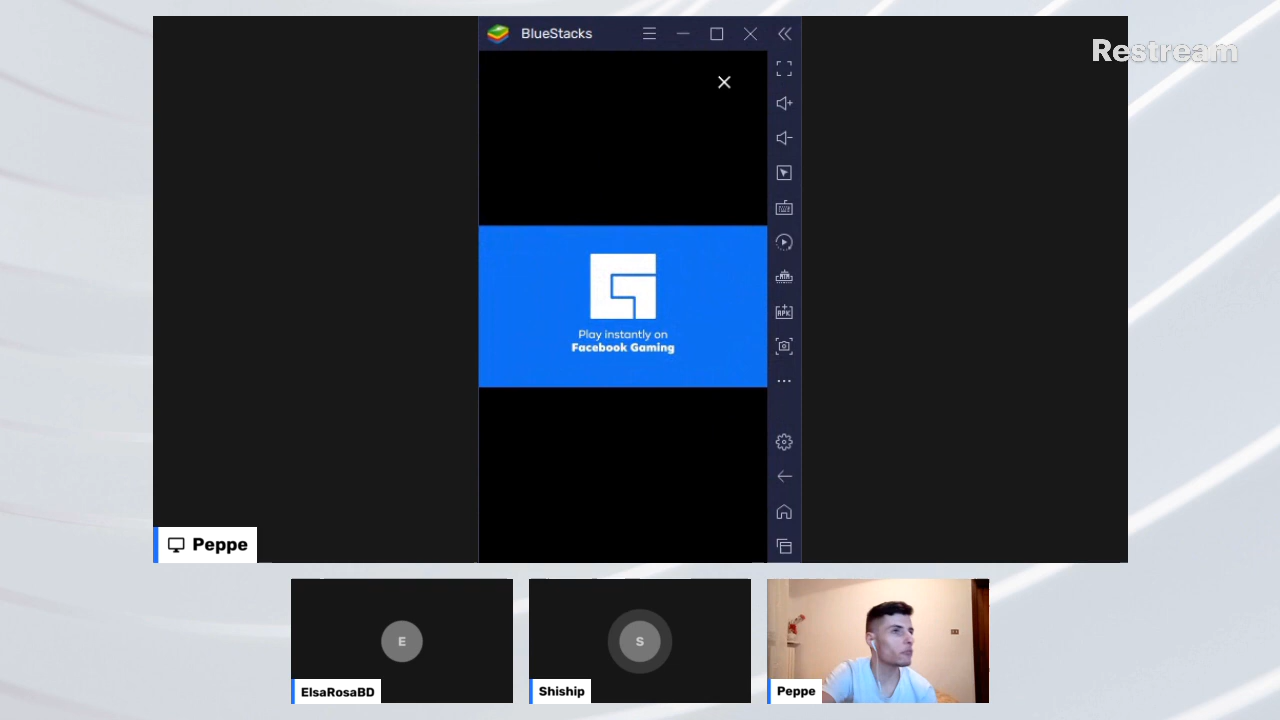 BlueStacks
Restream
Play instantly on
Facebook Gaming
Peppe
E
S
ElsaRosaBD
Shiship
Peppe